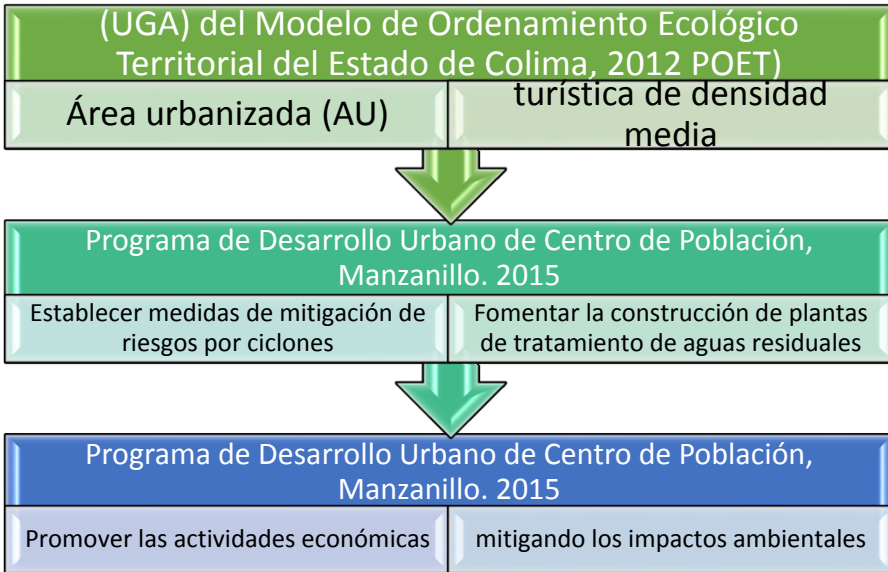 (UGA) del Modelo de Ordenamiento Ecológico
Territorial del Estado de Colima, 2012 POET)
Área urbanizada (AU)
turística de densidad
media
Programa de Desarrollo Urbano de Centro de Población,
Manzanillo. 2015
Establecer medidas de mitigación de
riesgos por ciclones
Fomentar la construcción de plantas
de tratamiento de aguas residuales
Programa de Desarrollo Urbano de Centro de Población,
Manzanillo. 2015
Promover las actividades económicas
mitigando los impactos ambientales